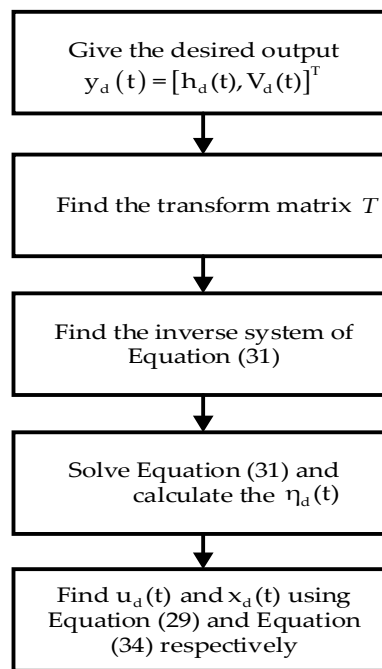 Give the desired output
y_d(t) = [h_d(t), V_d(t)]^T
Find the transform matrix T
Find the inverse system of
Equation (31)
Solve Equation (31) and
calculate the η_d(t)
Find u_d(t) and x_d(t) using
Equation (29) and Equation
(34) respectively